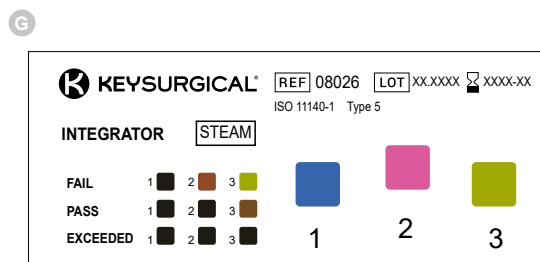 G
KEYSURGICAL® REF 08026 LOT XX.XXXX XXXX-XX
ISO 11140-1 Type 5
INTEGRATOR STEAM
FAIL 1 2 3
PASS 1 2 3
EXCEEDED 1 2 3
1 2 3